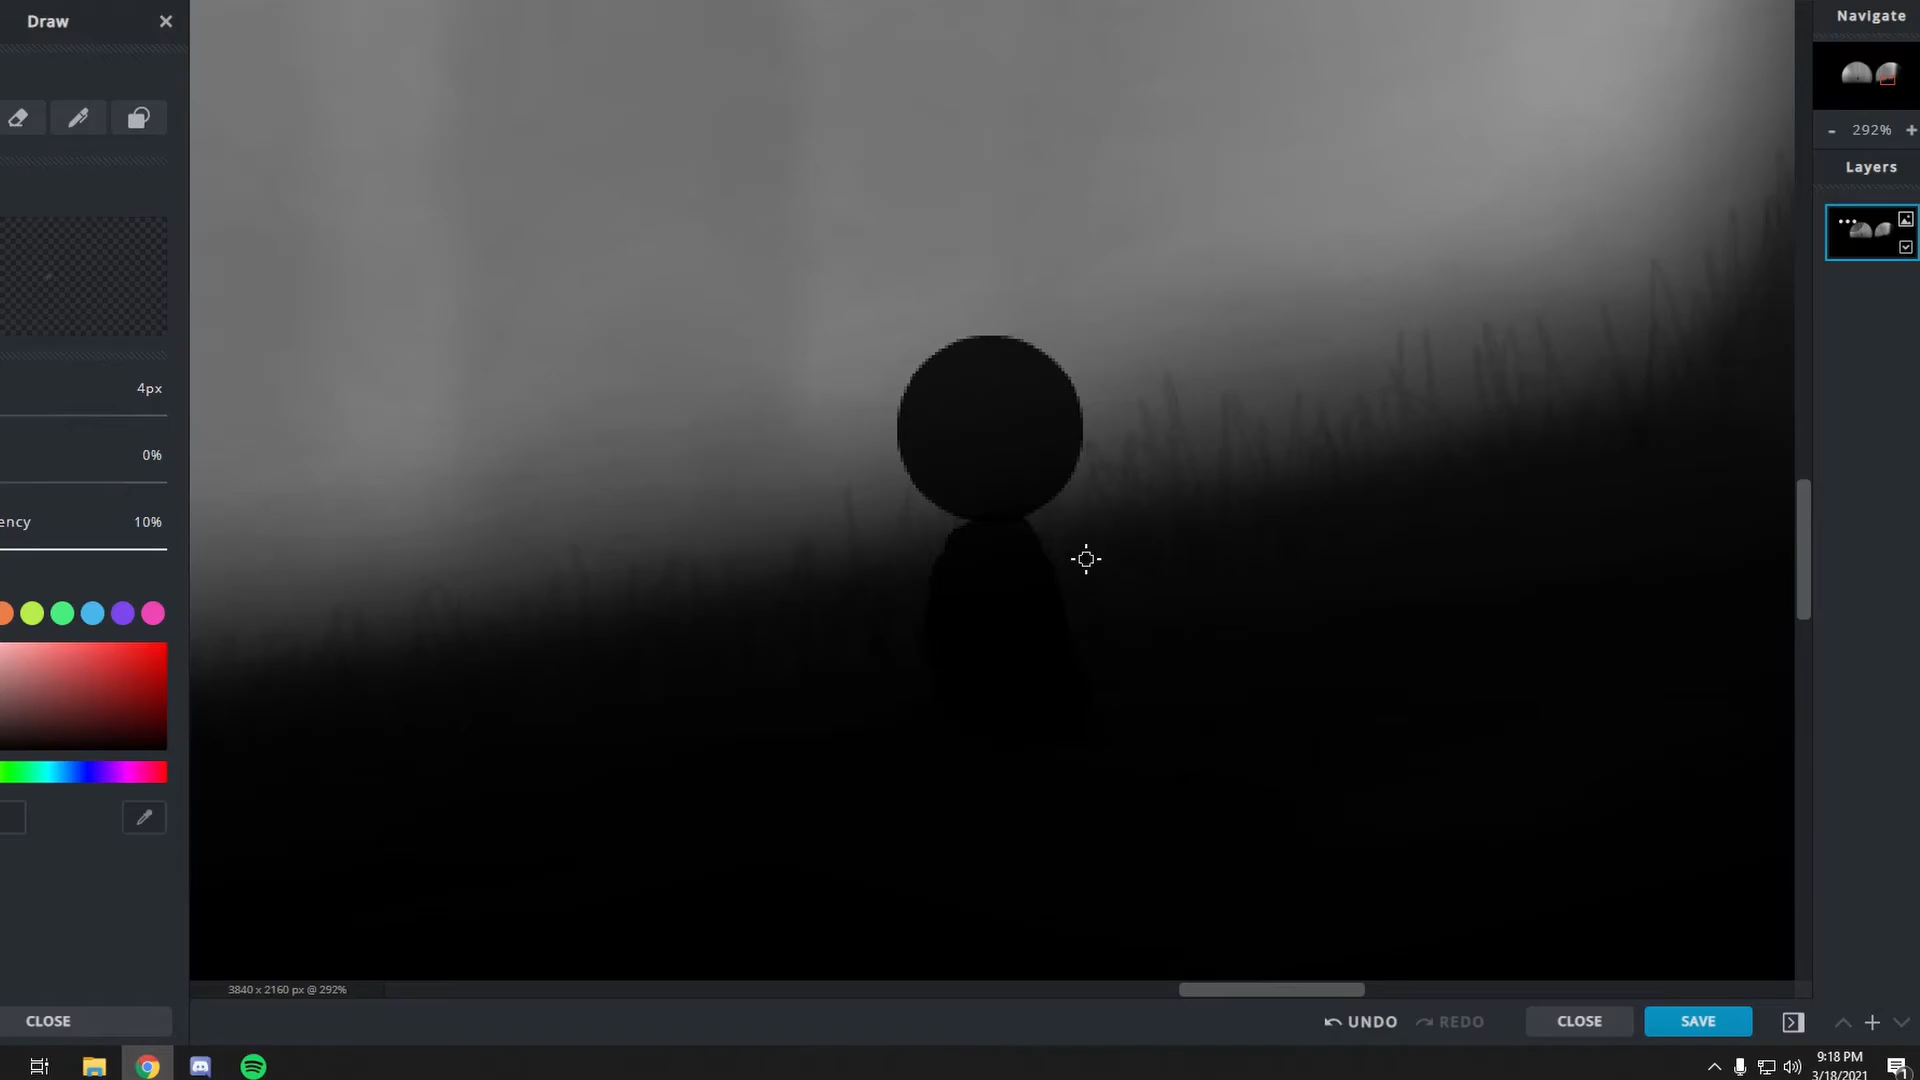 Draw
Navigate
- 292% +
Layers
4px
0%
ency 10%
3840 x 2160 px @ 292%
CLOSE
UNDO
REDO
CLOSE
SAVE
9:18 PM
3/18/2021
1